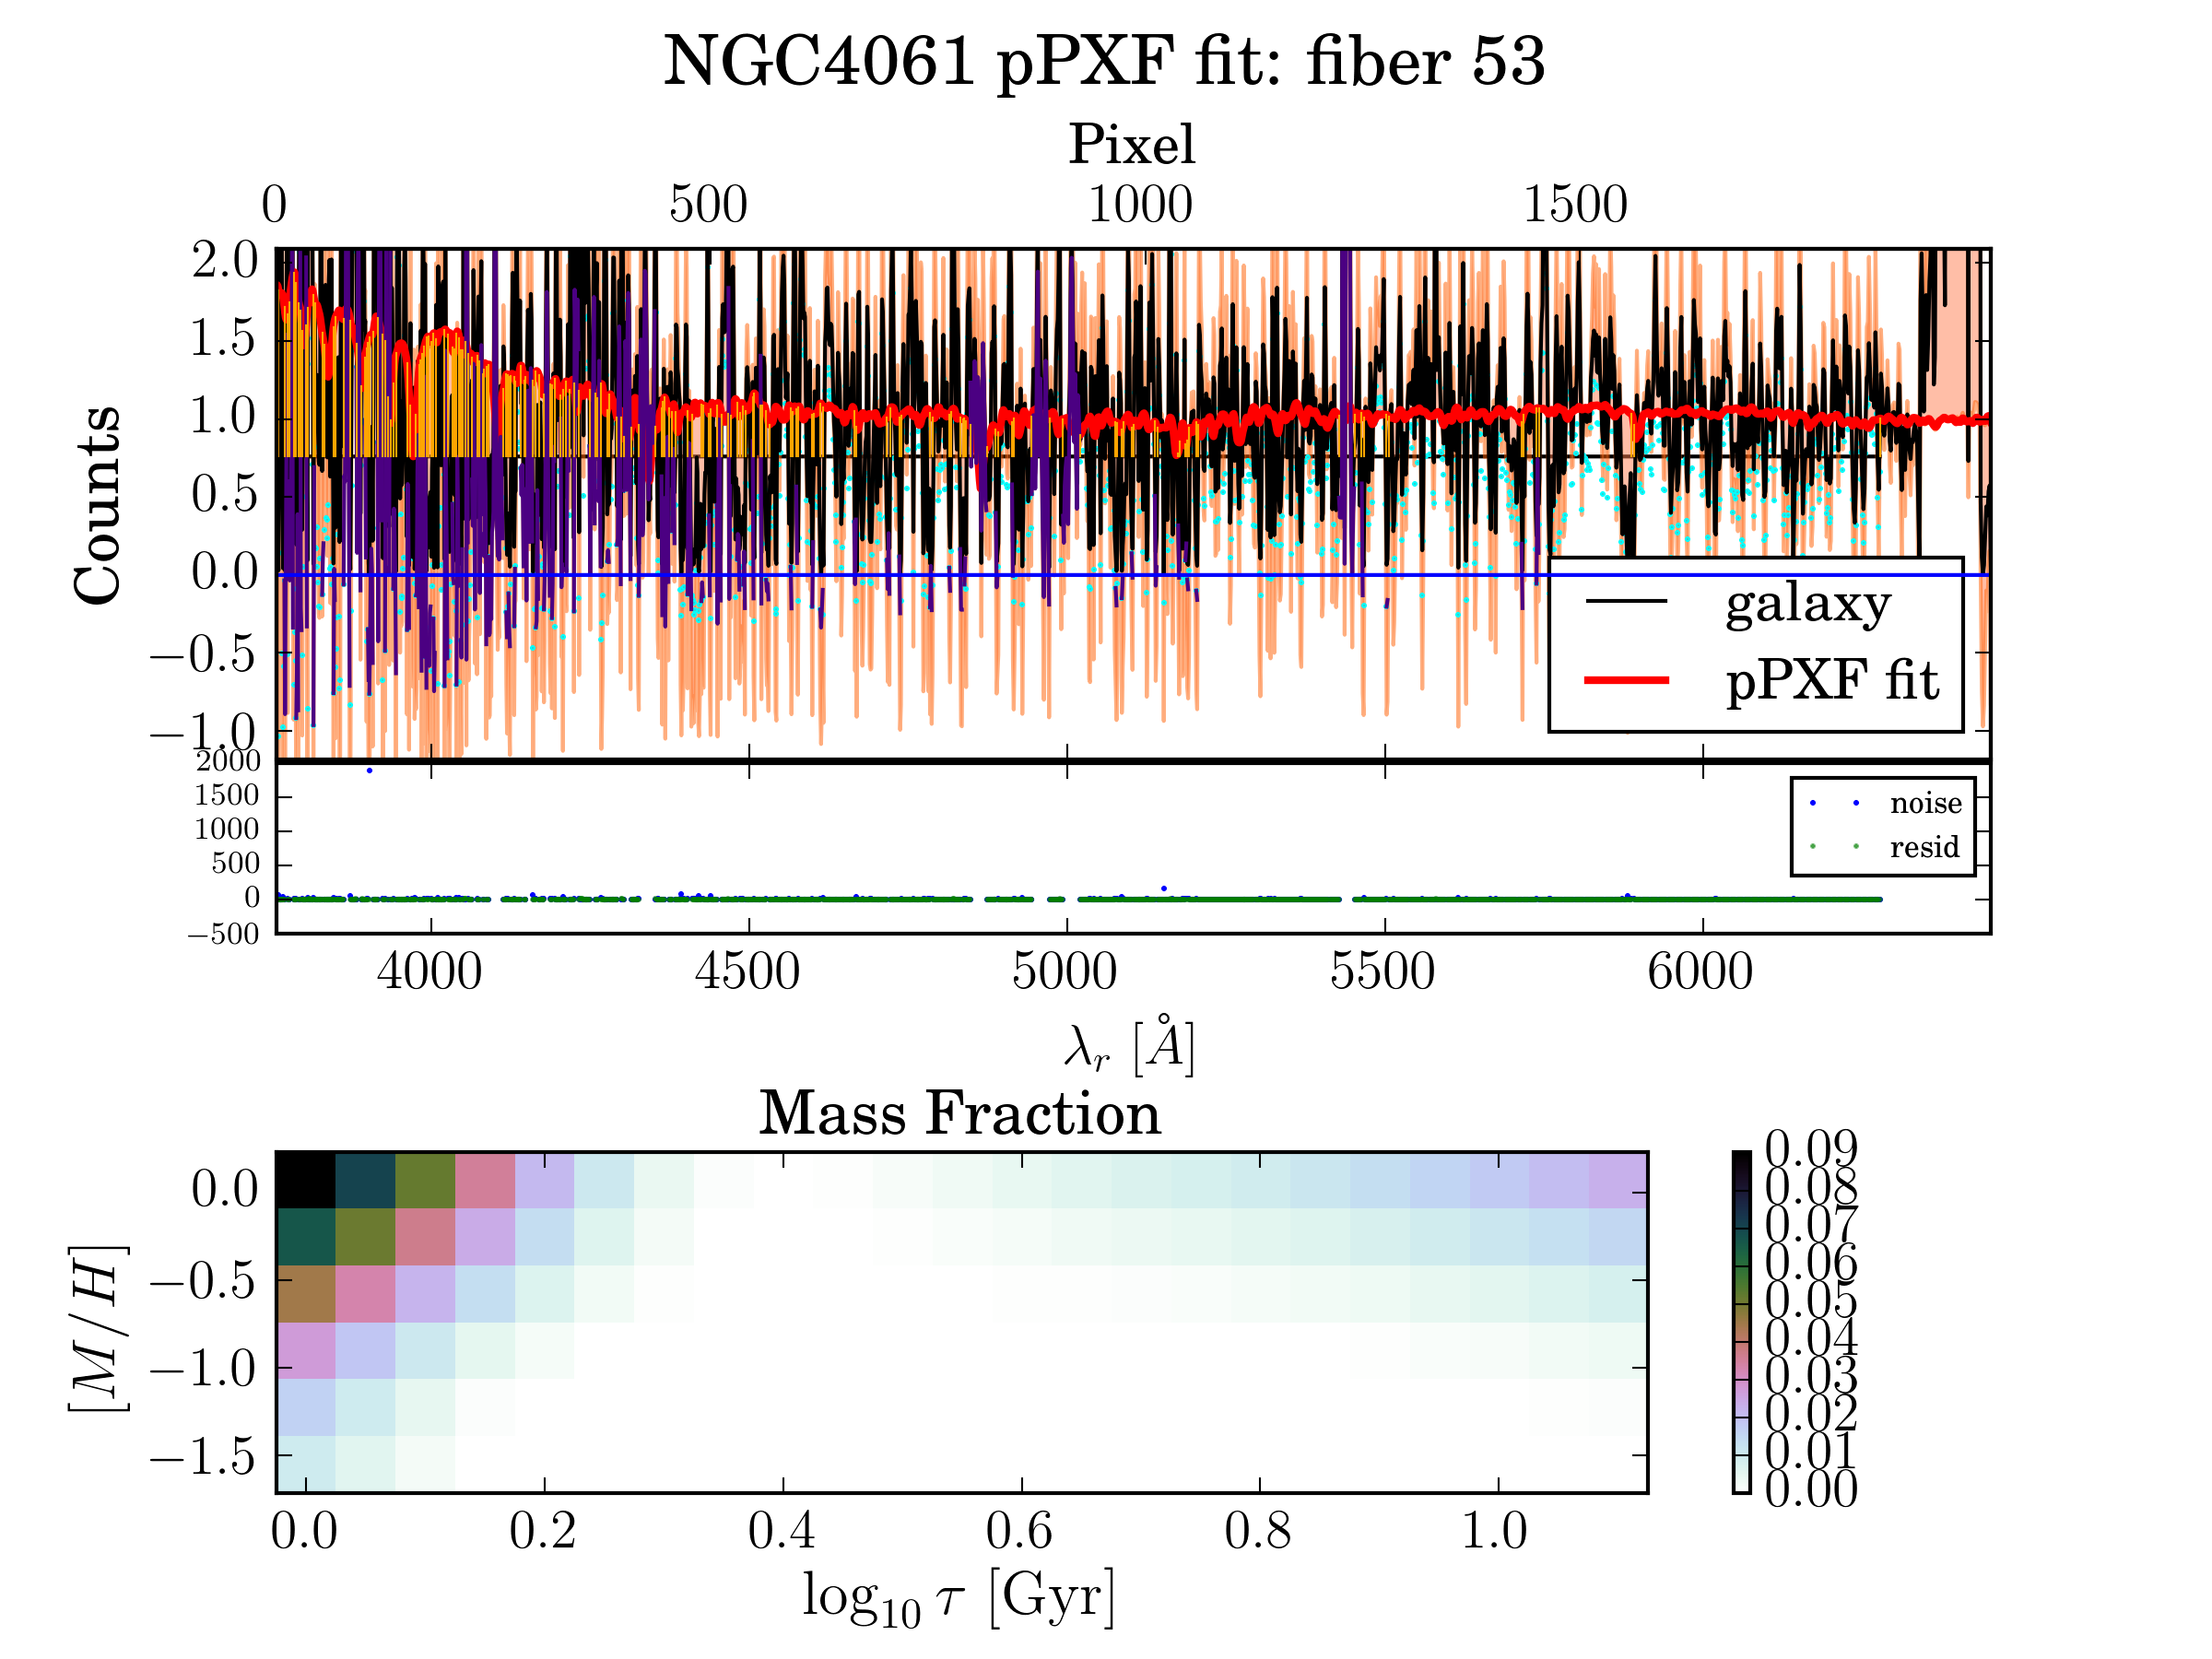 NGC4061 pPXF fit: fiber 53
Pixel
0 500 1000 1500
Counts
2.0
1.5
1.0
0.5
0.0
−0.5
−1.0
galaxy
pPXF fit
2000
1500
1000
500
0
−500
noise
resid
4000 4500 5000 5500 6000
λr [Å]
Mass Fraction
[M/H]
0.0
−0.5
−1.0
−1.5
0.0 0.2 0.4 0.6 0.8 1.0
log10 τ [Gyr]
0.09
0.08
0.07
0.06
0.05
0.04
0.03
0.02
0.01
0.00